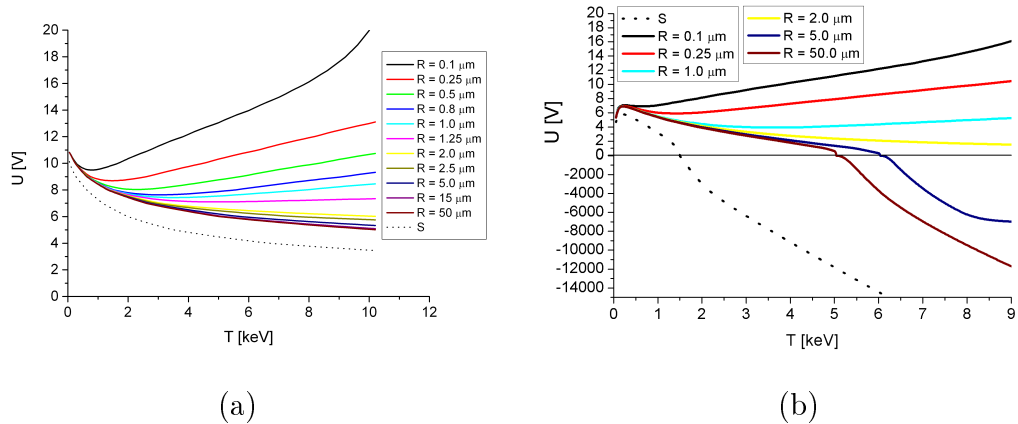 a)
20
18
16
14
12
10
8
6
4
2
0
U [V]
0 2 4 6 8 10 12
T [keV]
R = 0.1 μm
R = 0.25 μm
R = 0.5 μm
R = 0.8 μm
R = 1.0 μm
R = 1.25 μm
R = 2.0 μm
R = 2.5 μm
R = 5.0 μm
R = 15 μm
R = 50 μm
S
(a)
b)
20
18
16
14
12
10
8
6
4
2
0
-2000
-4000
-6000
-8000
-10000
-12000
-14000
U [V]
0 1 2 3 4 5 6 7 8 9
T [keV]
S
R = 0.1 μm
R = 0.25 μm
R = 1.0 μm
R = 2.0 μm
R = 5.0 μm
R = 50.0 μm
(b)